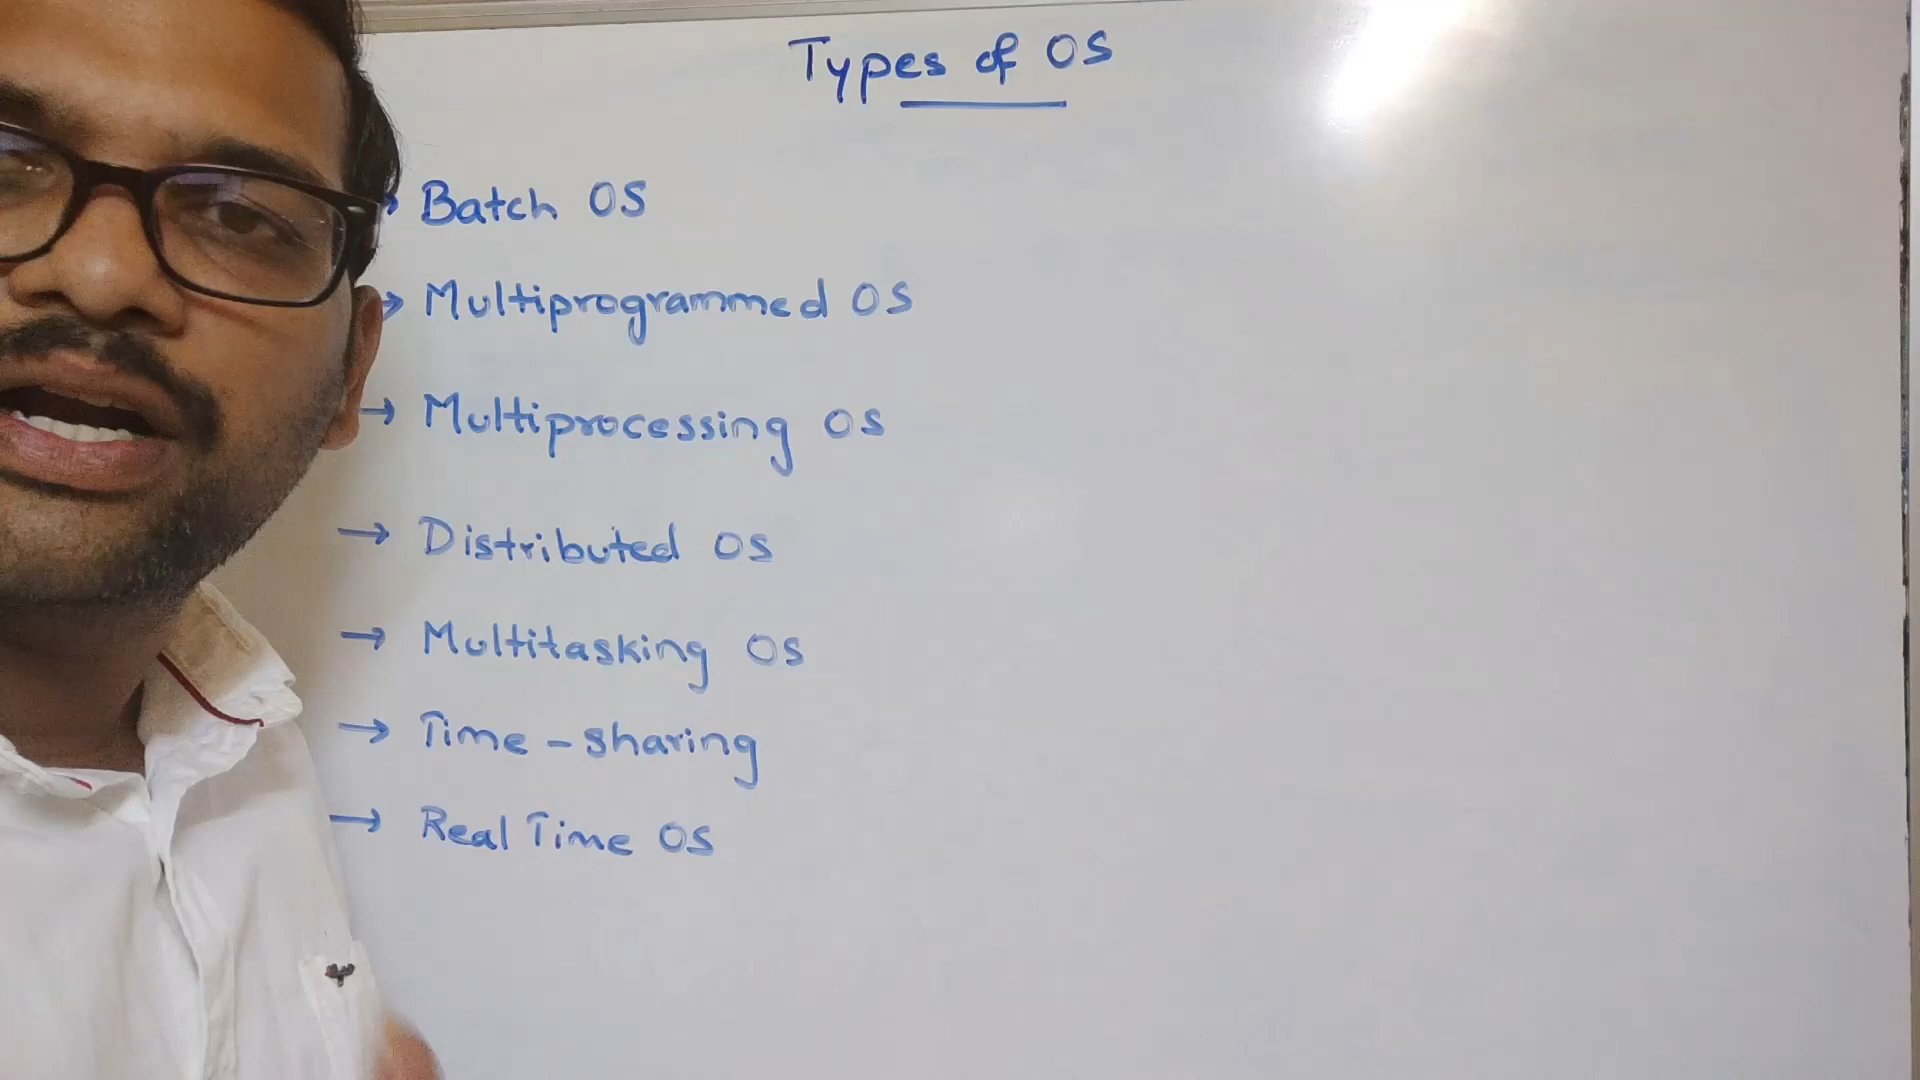 Types of OS
→ Batch OS
→ Multiprogrammed OS
→ Multiprocessing OS
→ Distributed OS
→ Multitasking OS
→ Time-sharing
→ Real Time OS